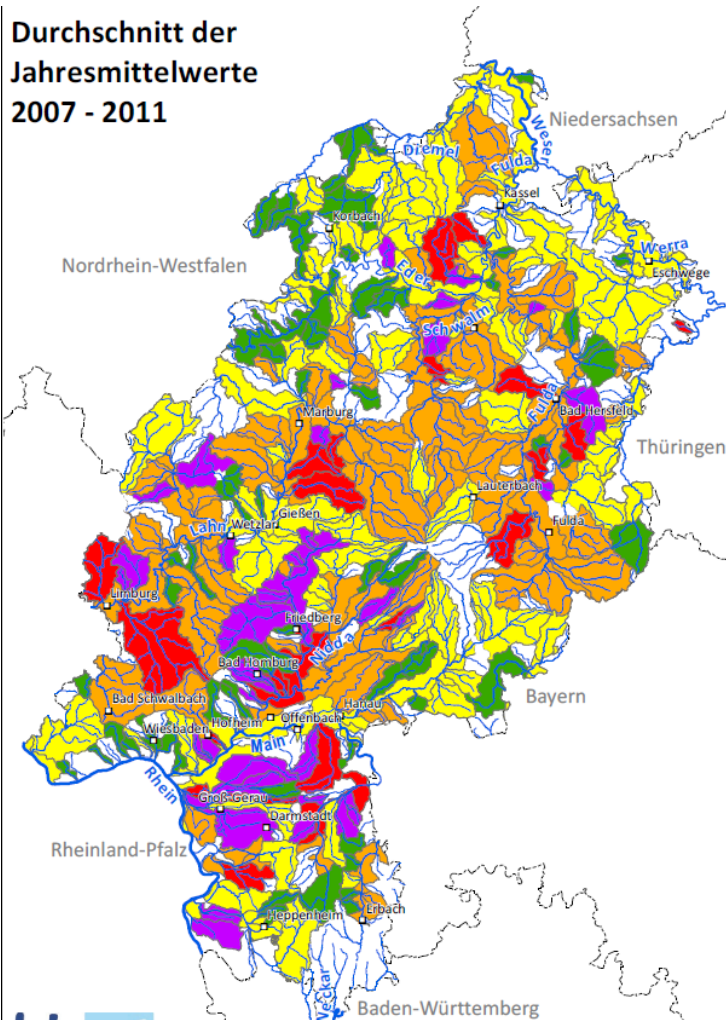 Durchschnitt der
Jahresmittelwerte
2007 - 2011
Niedersachsen
Weser
Diemel
Fulda
Kassel
Korbach
Werra
Eschwege
Nordrhein-Westfalen
Eder
Schwalm
Fulda
Bad Hersfeld
Marburg
Thüringen
Lauterbach
Gießen
Lahn
Wetzlar
Fulda
Limburg
Friedberg
Nidda
Bad Homburg
Bayern
Bad Schwalbach
Hanau
Hofheim
Offenbach
Wiesbaden
Main
Rhein
Groß Gerau
Darmstadt
Rheinland-Pfalz
Heppenheim
Erbach
Neckar
Baden-Württemberg